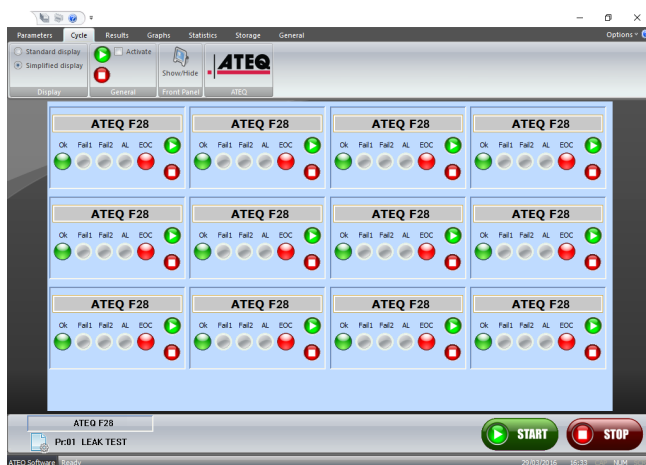 Parameters Cycle Results Graphs Statistics Storage General Options
Standard display
Simplified display
Activate
Show/Hide
ATEQ
Display General Front Panel ATEQ
ATEQ F28 ATEQ F28 ATEQ F28 ATEQ F28
Ok Fail1 Fail2 AL EOC Ok Fail1 Fail2 AL EOC Ok Fail1 Fail2 AL EOC Ok Fail1 Fail2 AL EOC
ATEQ F28 ATEQ F28 ATEQ F28 ATEQ F28
Ok Fail1 Fail2 AL EOC Ok Fail1 Fail2 AL EOC Ok Fail1 Fail2 AL EOC Ok Fail1 Fail2 AL EOC
ATEQ F28 ATEQ F28 ATEQ F28 ATEQ F28
Ok Fail1 Fail2 AL EOC Ok Fail1 Fail2 AL EOC Ok Fail1 Fail2 AL EOC Ok Fail1 Fail2 AL EOC
ATEQ F28
Pr:01 LEAK TEST
START STOP
ATEQ Software Ready 29/03/2016 16:33 NUM